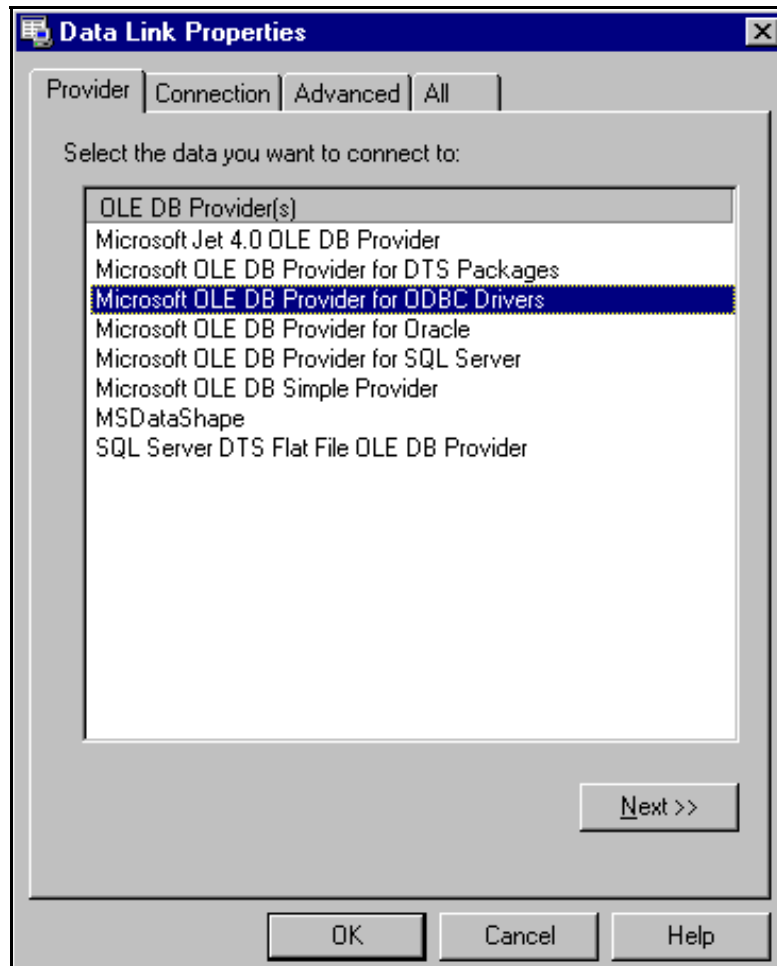 Data Link Properties
Provider Connection Advanced All
Select the data you want to connect to:
OLE DB Provider(s)
Microsoft Jet 4.0 OLE DB Provider
Microsoft OLE DB Provider for DTS Packages
Microsoft OLE DB Provider for ODBC Drivers
Microsoft OLE DB Provider for Oracle
Microsoft OLE DB Provider for SQL Server
Microsoft OLE DB Simple Provider
MSDataShape
SQL Server DTS Flat File OLE DB Provider
Next >>
OK Cancel Help